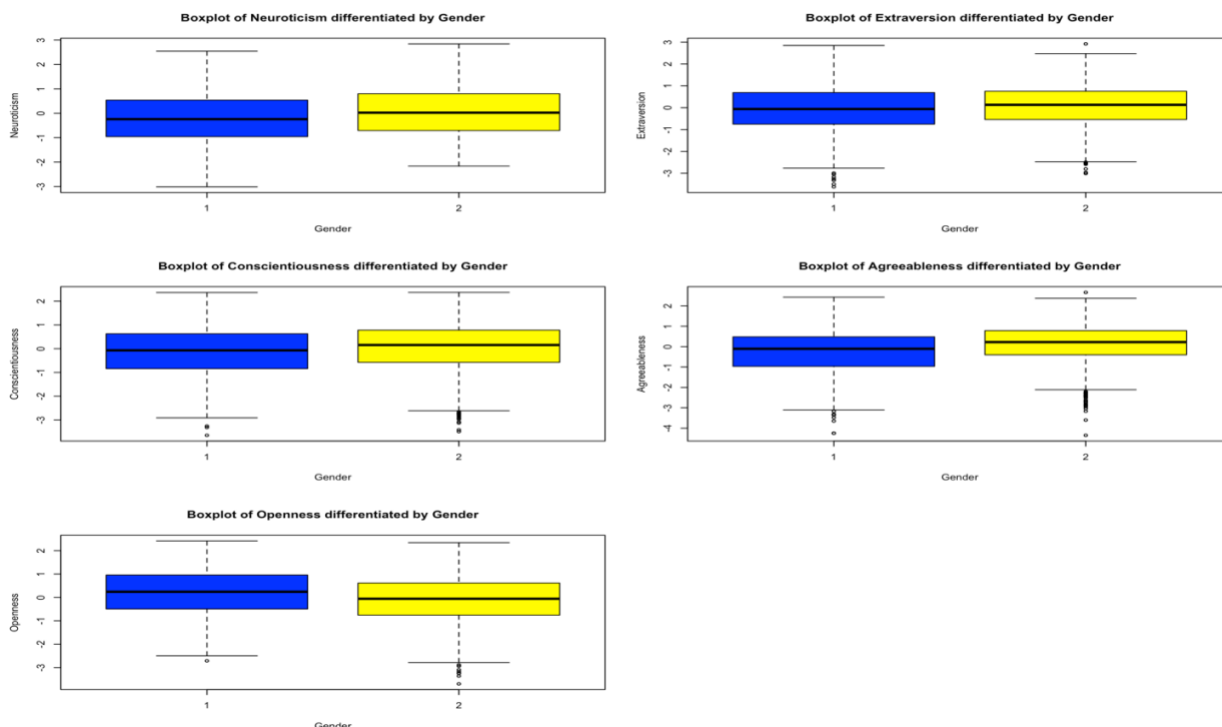 Boxplot of Neuroticism differentiated by Gender
3
2
1
0
-1
-2
-3
Neuroticism
1 2
Gender
Boxplot of Extraversion differentiated by Gender
3
2
1
0
-1
-2
-3
Extraversion
1 2
Gender
Boxplot of Conscientiousness differentiated by Gender
2
1
0
-1
-2
-3
Conscientiousness
1 2
Gender
Boxplot of Agreeableness differentiated by Gender
2
1
0
-1
-2
-3
-4
Agreeableness
1 2
Gender
Boxplot of Openness differentiated by Gender
2
1
0
-1
-2
-3
Openness
1 2
Gender